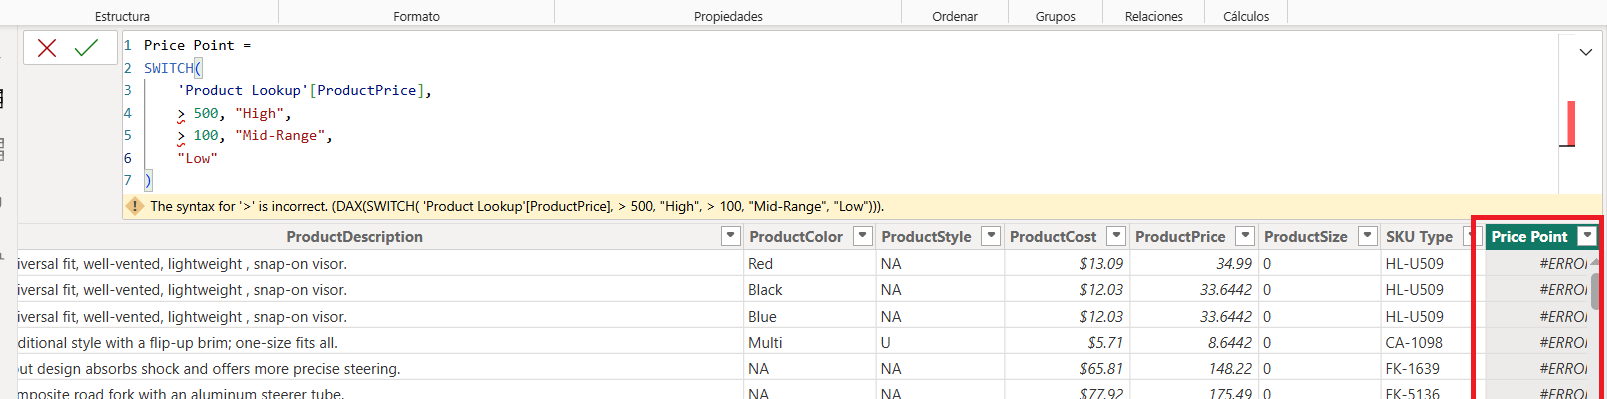 Estructura Formato Propiedades Ordenar Grupos Relaciones Cálculos
1 Price Point =
2 SWITCH(
3 'Product Lookup'[ProductPrice],
4 > 500, "High",
5 > 100, "Mid-Range",
6 "Low"
7 )
The syntax for '>' is incorrect. (DAX(SWITCH( 'Product Lookup'[ProductPrice], > 500, "High", > 100, "Mid-Range", "Low"))).
ProductDescription ProductColor ProductStyle ProductCost ProductPrice ProductSize SKU Type Price Point
iversal fit, well-vented, lightweight , snap-on visor. Red NA $13.09 34.99 0 HL-U509 #ERROR
iversal fit, well-vented, lightweight , snap-on visor. Black NA $12.03 33.6442 0 HL-U509 #ERROR
iversal fit, well-vented, lightweight , snap-on visor. Blue NA $12.03 33.6442 0 HL-U509 #ERROR
ditional style with a flip-up brim; one-size fits all. Multi U $5.71 8.6442 0 CA-1098 #ERROR
out design absorbs shock and offers more precise steering. NA NA $65.81 148.22 0 FK-1639 #ERROR
mposite road fork with an aluminum steerer tube. NA NA $77.92 175.49 0 FK-5136 #ERROR